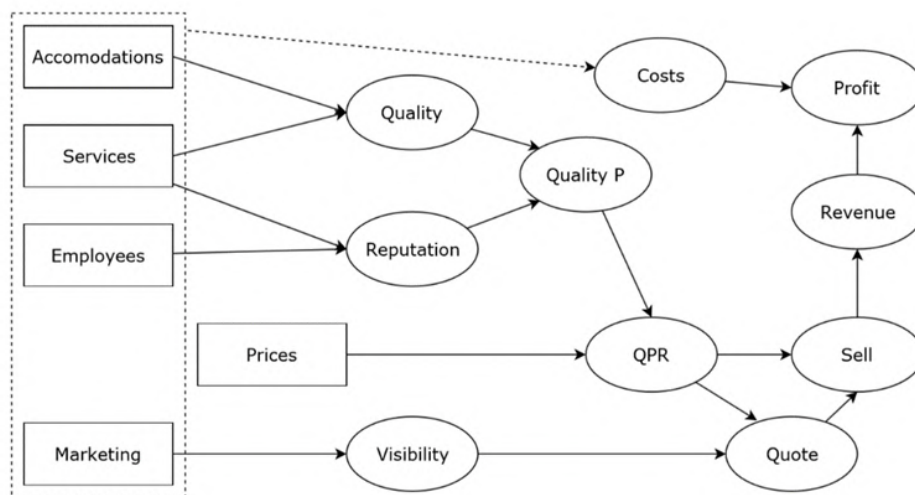 Accomodations
Costs
Profit
Quality
Services
Quality P
Revenue
Employees
Reputation
Prices
QPR
Sell
Marketing
Visibility
Quote